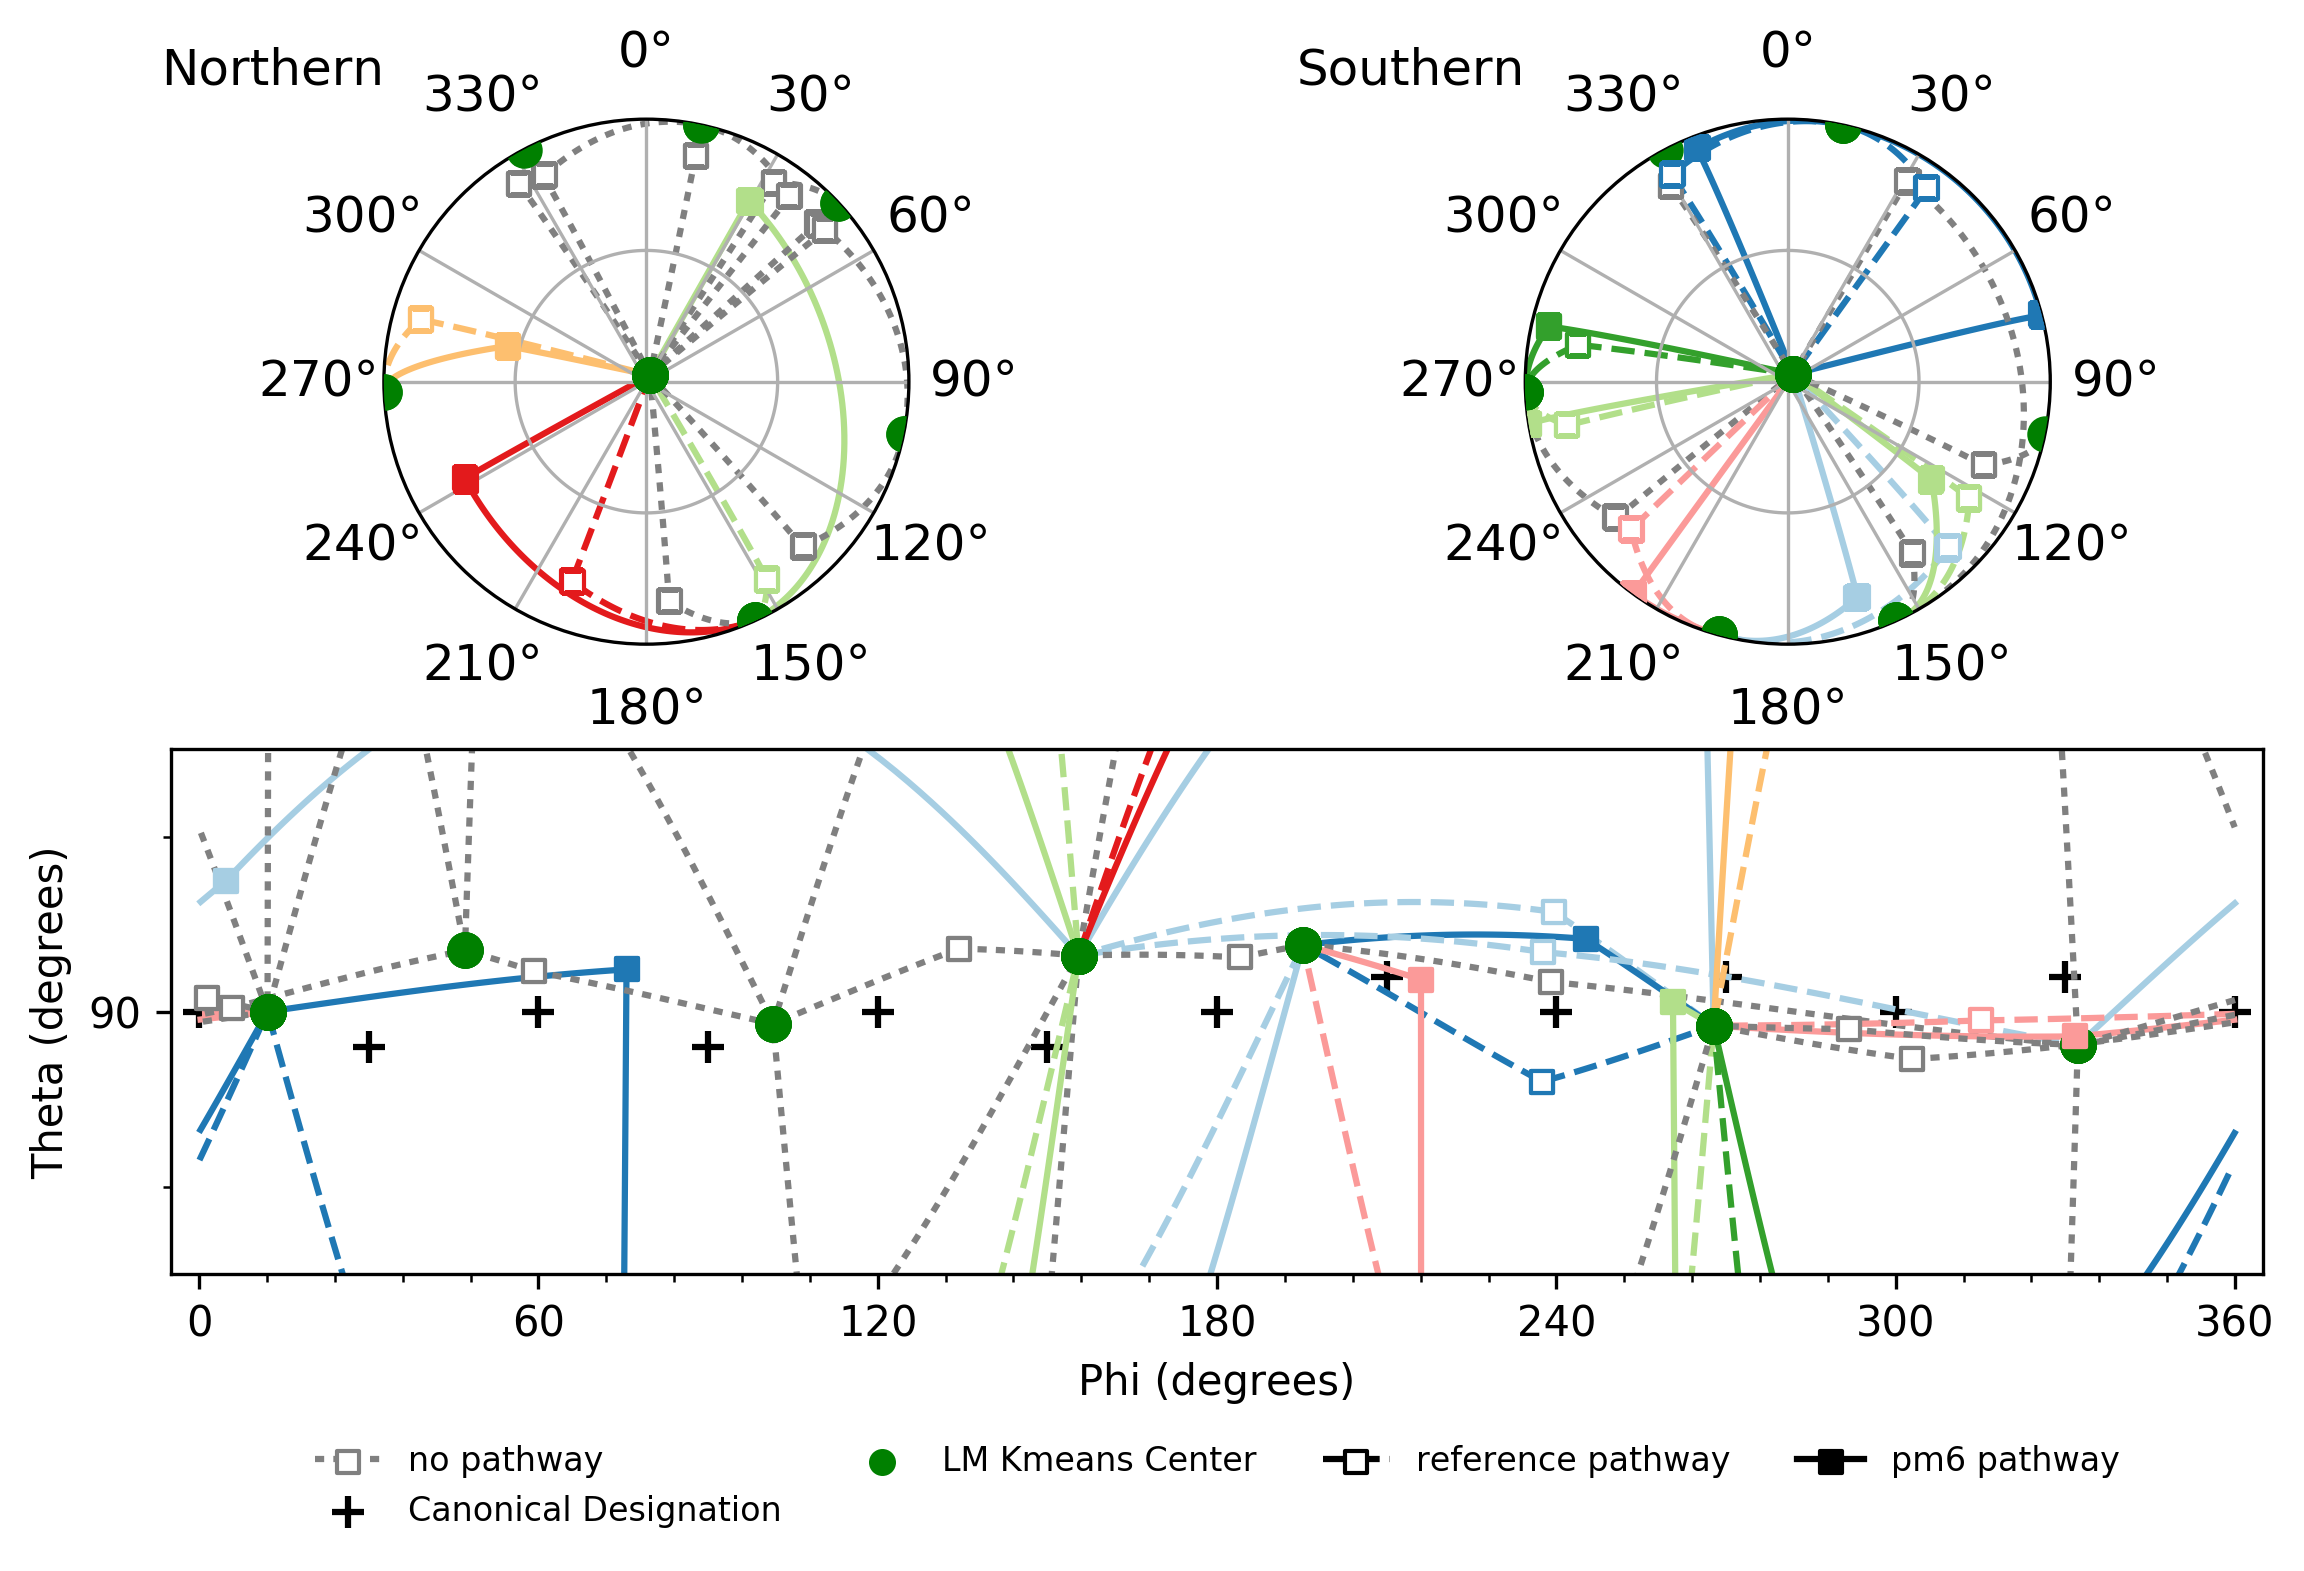 Northern
0°
30°
60°
90°
120°
150°
180°
210°
240°
270°
300°
330°
Southern
0°
30°
60°
90°
120°
150°
180°
210°
240°
270°
300°
330°
Theta (degrees)
90
0 60 120 180 240 300 360
Phi (degrees)
no pathway
Canonical Designation
LM Kmeans Center
reference pathway
pm6 pathway